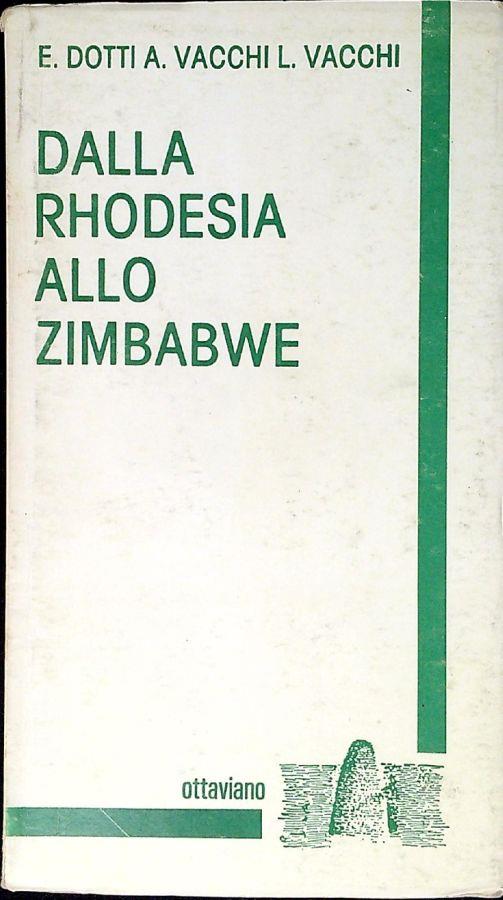 E. DOTTI A. VACCHI L. VACCHI
DALLA
RHODESIA
ALLO
ZIMBABWE
ottaviano